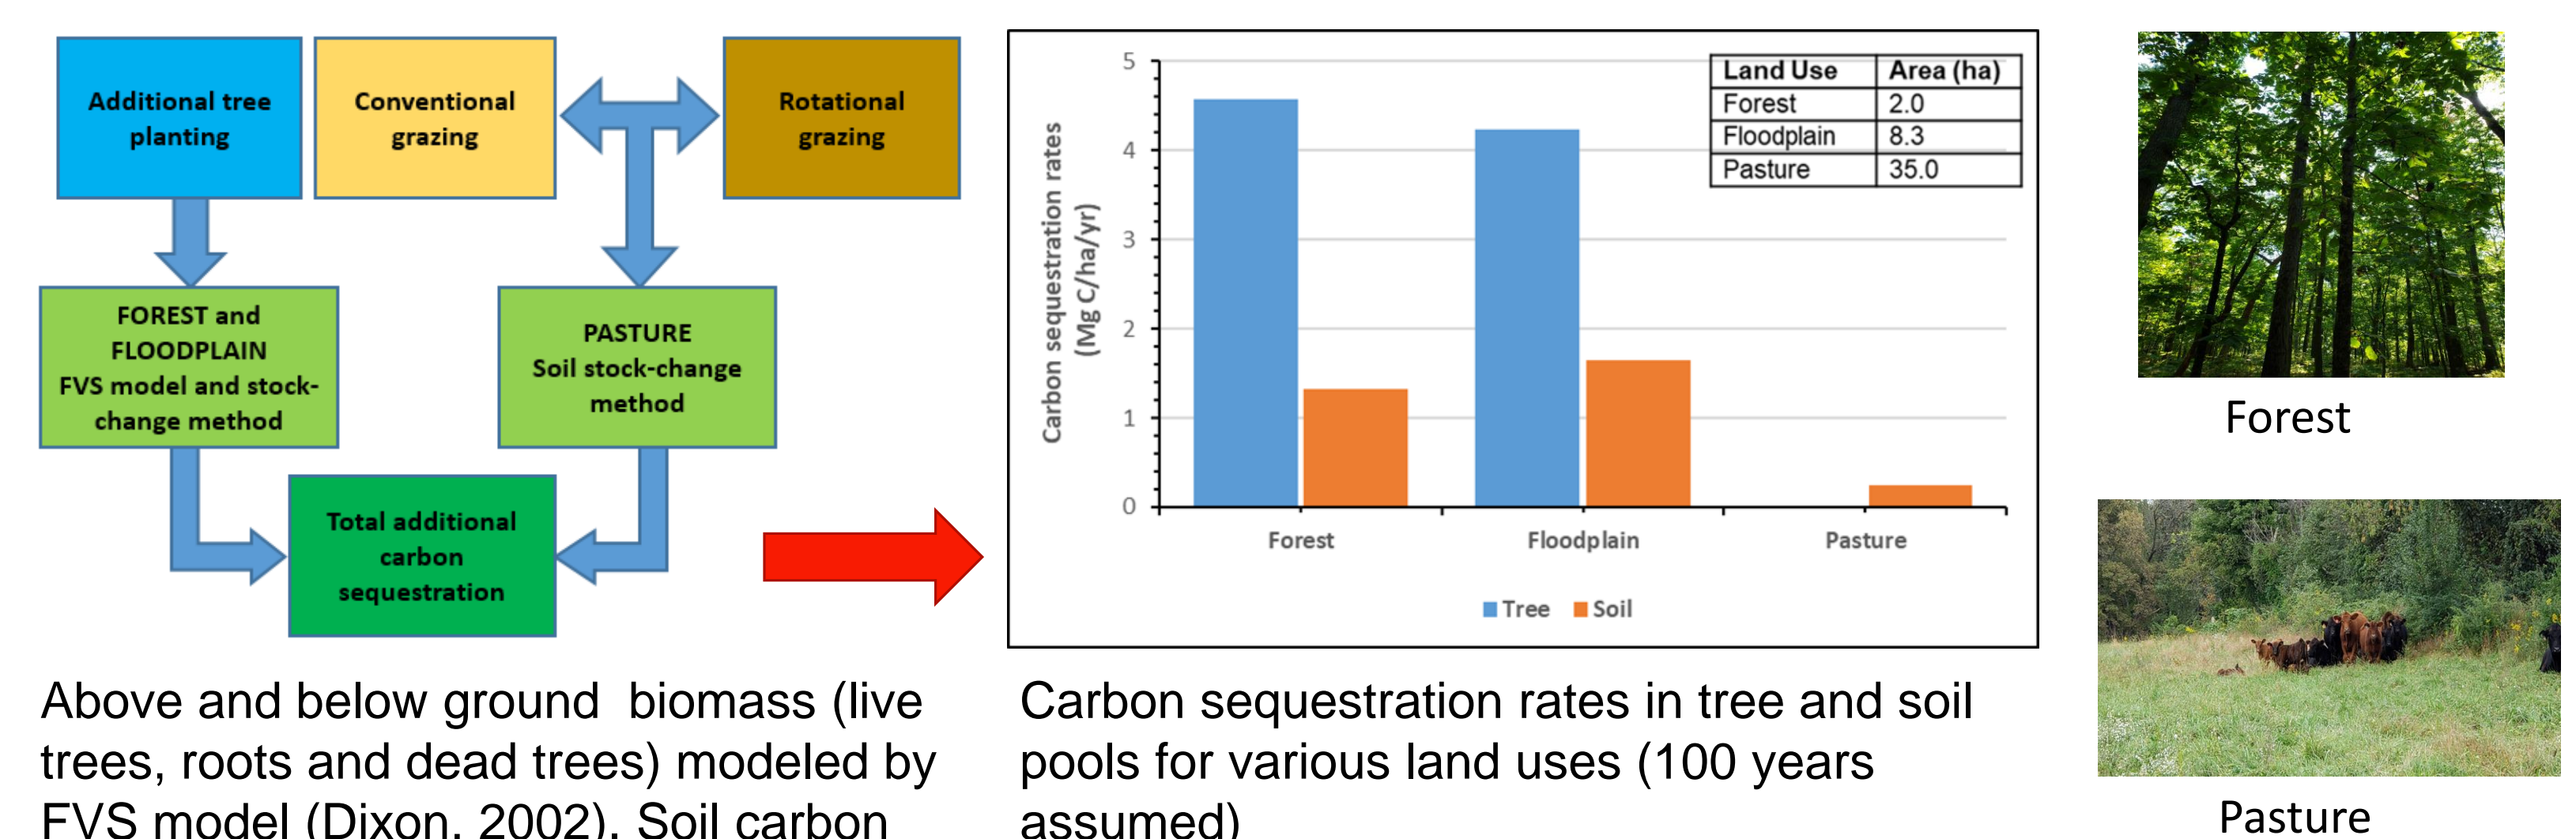 Additional tree
planting
Conventional
grazing
Rotational
grazing
FOREST and
FLOODPLAIN
FVS model and stock-
change method
PASTURE
Soil stock-change
method
Total additional
carbon
sequestration
Above and below ground  biomass (live
trees, roots and dead trees) modeled by
FVS model (Dixon, 2002). Soil carbon
Carbon sequestration rates
(Mg C/ha/yr)
5
4
3
2
1
0
Land Use Area (ha)
Forest 2.0
Floodplain 8.3
Pasture 35.0
Forest Floodplain Pasture
Tree Soil
Carbon sequestration rates in tree and soil
pools for various land uses (100 years
assumed)
Forest
Pasture